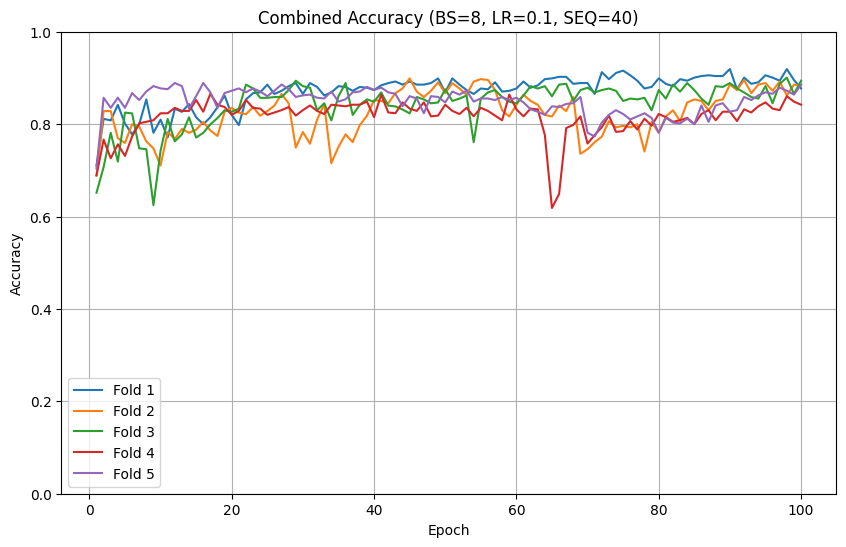 Combined Accuracy (BS=8, LR=0.1, SEQ=40)
Accuracy
1.0
0.8
0.6
0.4
0.2
0.0
Fold 1
Fold 2
Fold 3
Fold 4
Fold 5
0 20 40 60 80 100
Epoch